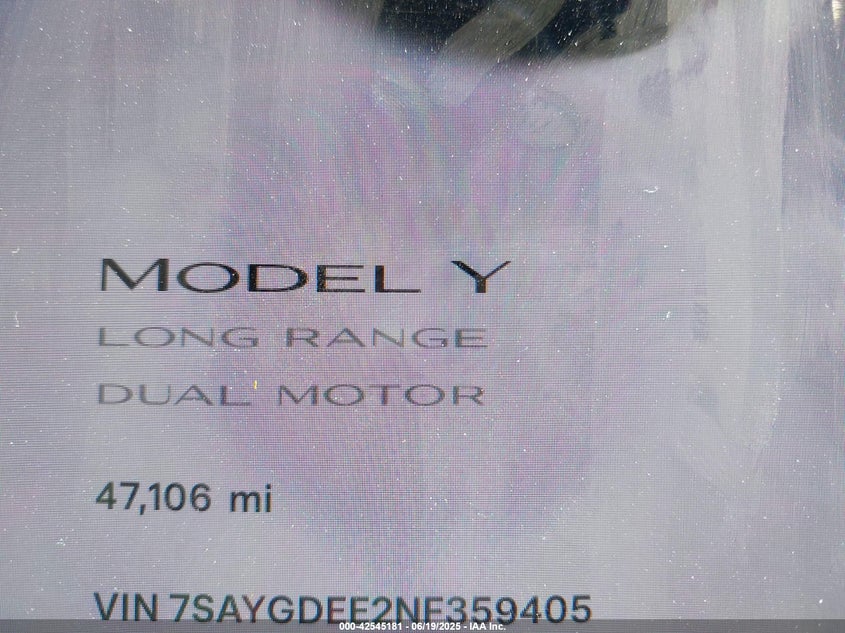 MODEL Y
LONG RANGE
DUAL MOTOR
47,106 mi
VIN 7SAYGDEE2NF359405
000-42545181 - 06/19/2025 - IAA Inc.